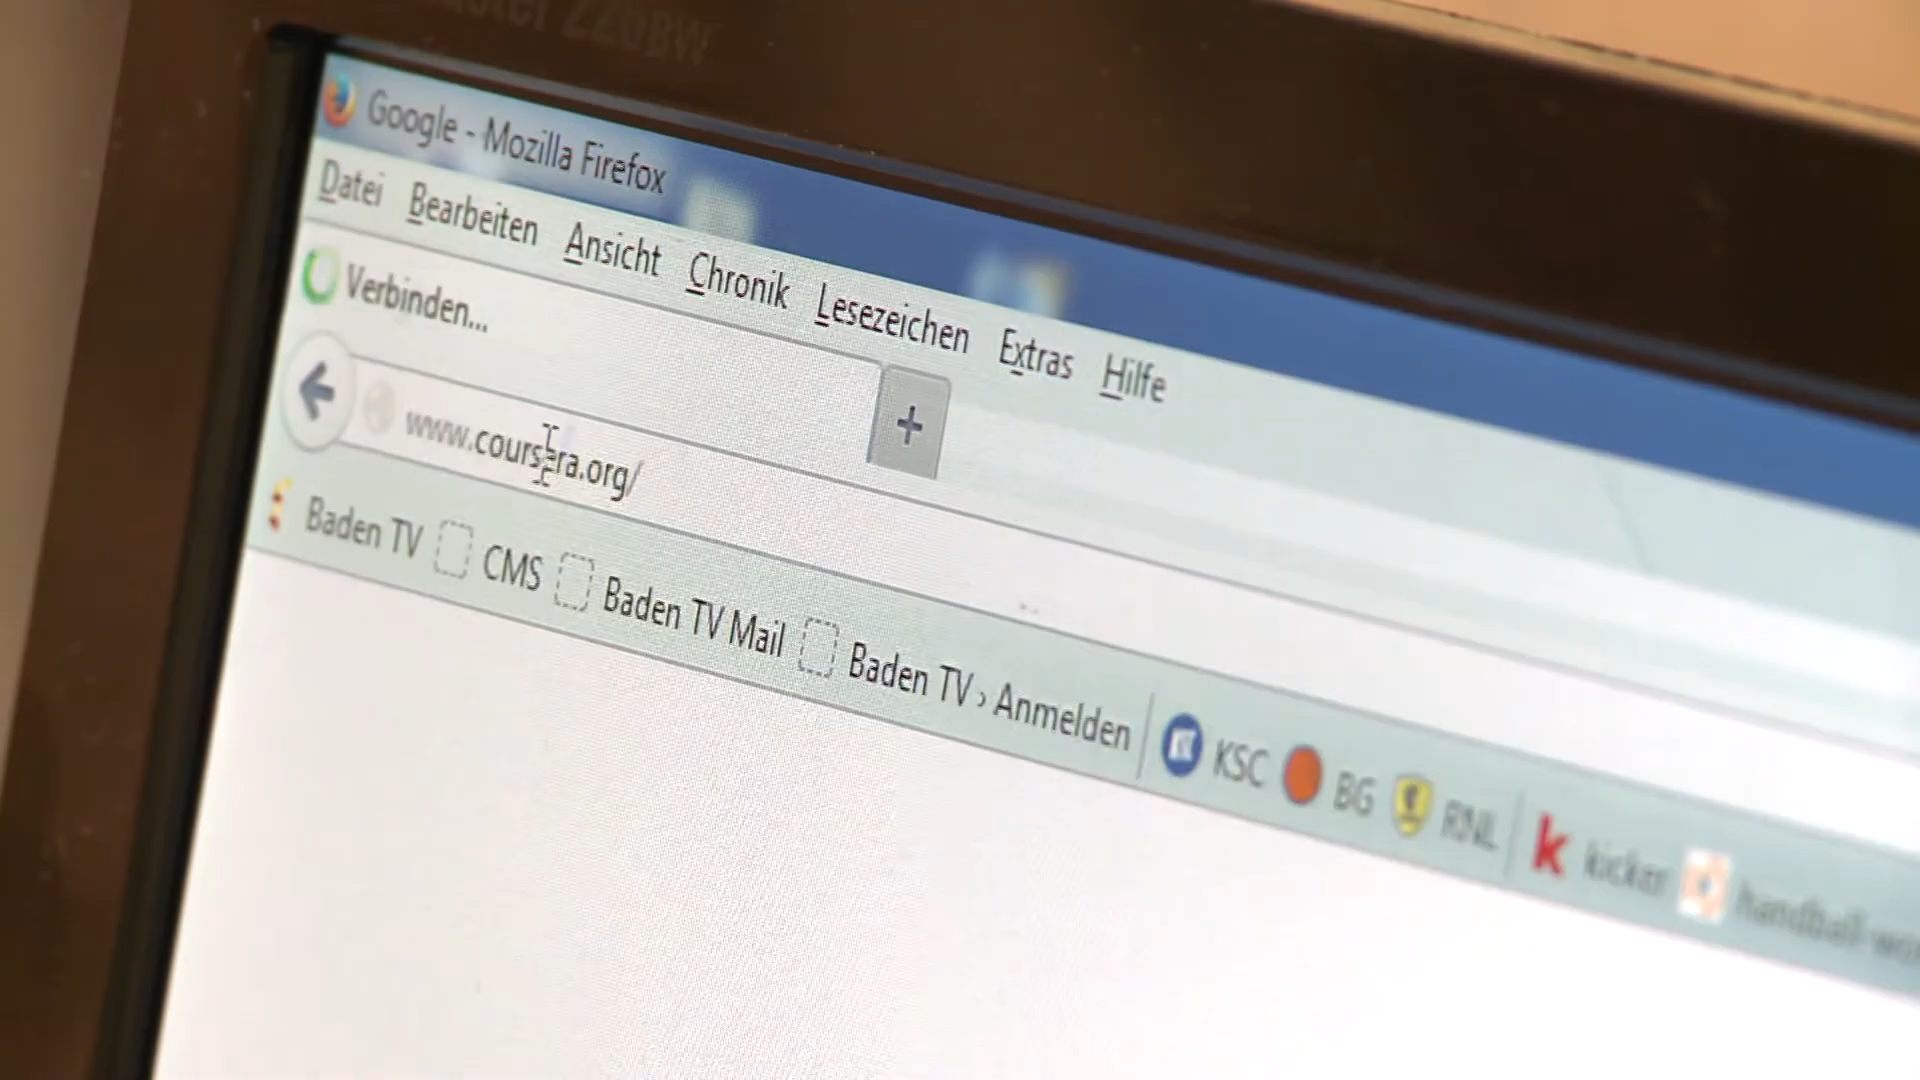 2268W
Google - Mozilla Firefox
Datei Bearbeiten Ansicht Chronik Lesezeichen Extras Hilfe
Verbinden...
+
www.coursera.org/
Baden TV CMS Baden TV Mail Baden TV › Anmelden KSC BG RNL k kicker